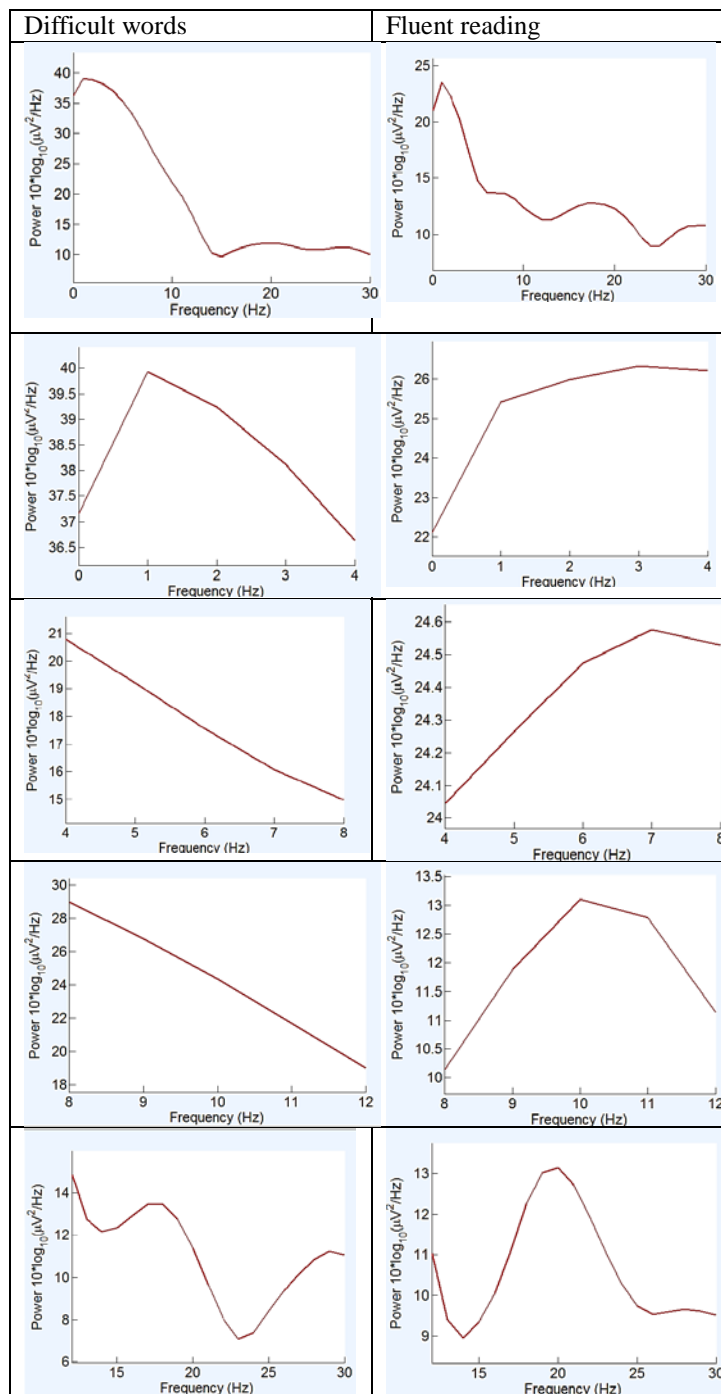 Difficult words
Fluent reading
Power 10*log10(μV²/Hz)
40
35
30
25
20
15
10
0 10 20 30
Frequency (Hz)
Power 10*log10(μV²/Hz)
25
20
15
10
0 10 20 30
Frequency (Hz)
Power 10*log10(μV²/Hz)
40
39.5
39
38.5
38
37.5
37
36.5
0 1 2 3 4
Frequency (Hz)
Power 10*log10(μV²/Hz)
26
25
24
23
22
0 1 2 3 4
Frequency (Hz)
Power 10*log10(μV²/Hz)
21
20
19
18
17
16
15
4 5 6 7 8
Frequency (Hz)
Power 10*log10(μV²/Hz)
24.6
24.5
24.4
24.3
24.2
24.1
24
4 5 6 7 8
Frequency (Hz)
Power 10*log10(μV²/Hz)
30
28
26
24
22
20
18
8 9 10 11 12
Frequency (Hz)
Power 10*log10(μV²/Hz)
13.5
13
12.5
12
11.5
11
10.5
10
8 9 10 11 12
Frequency (Hz)
Power 10*log10(μV²/Hz)
14
12
10
8
6
15 20 25 30
Frequency (Hz)
Power 10*log10(μV²/Hz)
13
12
11
10
9
15 20 25 30
Frequency (Hz)